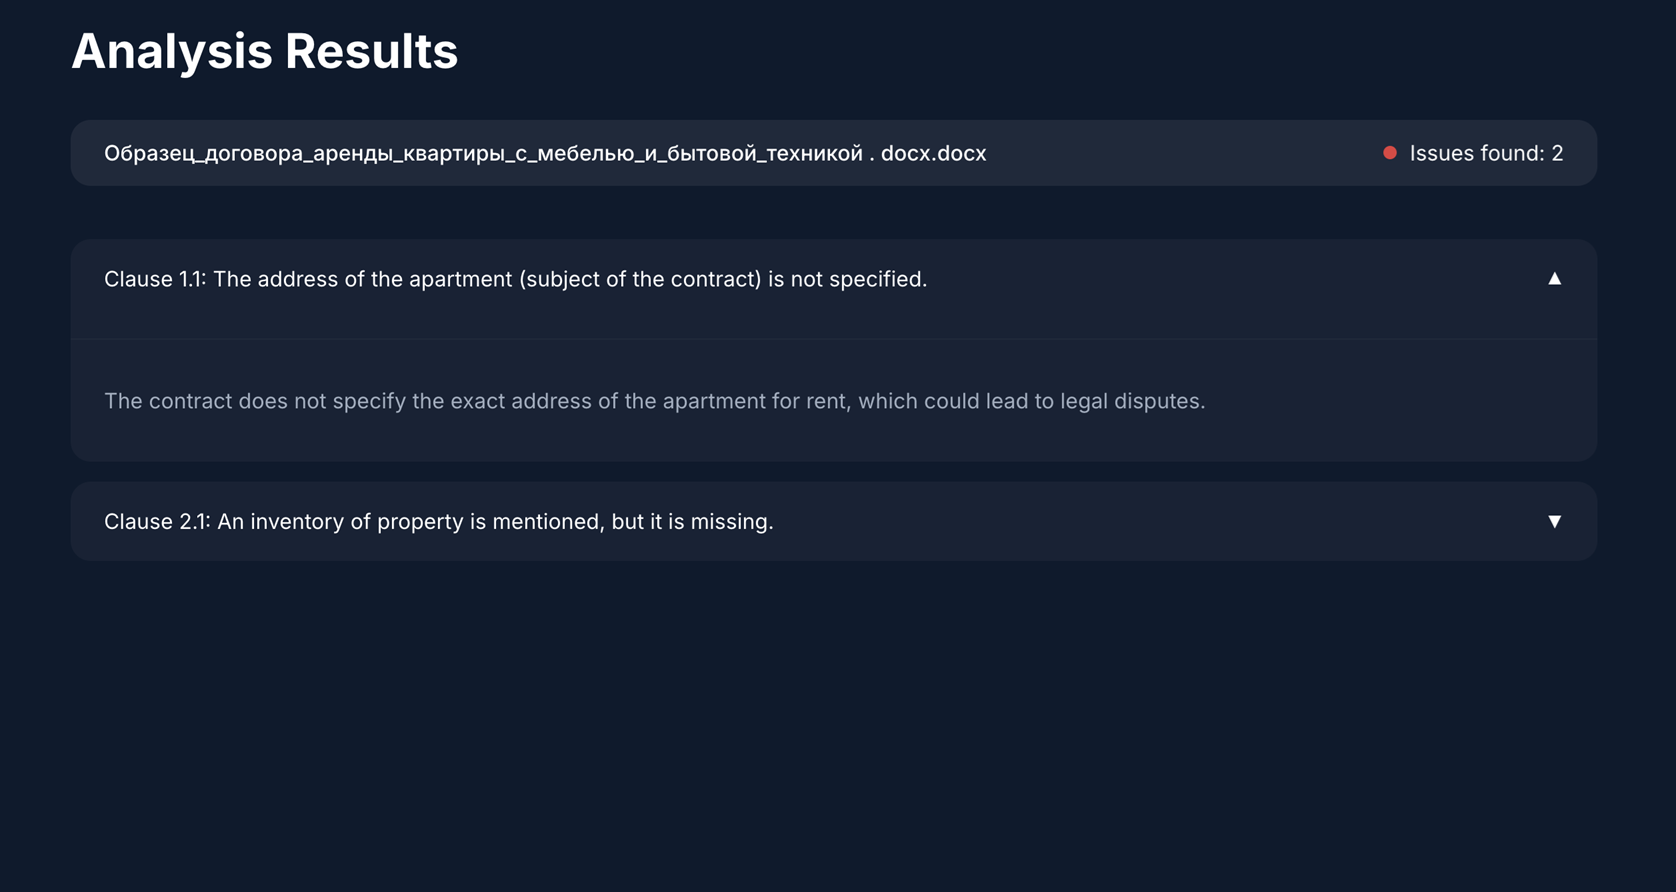 Analysis Results
Образец_договора_аренды_квартиры_с_мебелью_и_бытовой_техникой . docx.docx
Issues found: 2
Clause 1.1: The address of the apartment (subject of the contract) is not specified.
▲
The contract does not specify the exact address of the apartment for rent, which could lead to legal disputes.
Clause 2.1: An inventory of property is mentioned, but it is missing.
▼